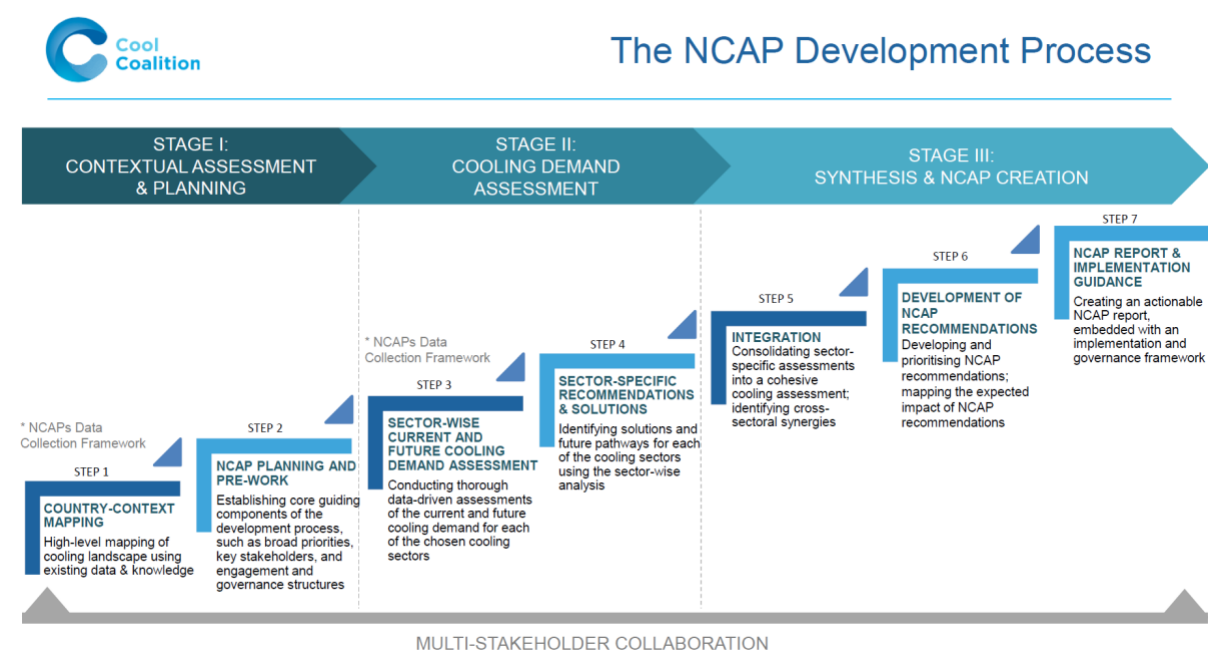 Cool
Coalition
The NCAP Development Process
STAGE I:
CONTEXTUAL ASSESSMENT
& PLANNING
STAGE II:
COOLING DEMAND
ASSESSMENT
STAGE III:
SYNTHESIS & NCAP CREATION
* NCAPs Data
Collection Framework
STEP 1
COUNTRY-CONTEXT
MAPPING
High-level mapping of
cooling landscape using
existing data & knowledge
STEP 2
NCAP PLANNING AND
PRE-WORK
Establishing core guiding
components of the
development process,
such as broad priorities,
key stakeholders, and
engagement and
governance structures
* NCAPs Data
Collection Framework
STEP 3
SECTOR-WISE
CURRENT AND
FUTURE COOLING
DEMAND ASSESSMENT
Conducting thorough
data-driven assessments
of the current and future
cooling demand for each
of the chosen cooling
sectors
STEP 4
SECTOR-SPECIFIC
RECOMMENDATIONS
& SOLUTIONS
Identifying solutions and
future pathways for each
of the cooling sectors
using the sector-wise
analysis
STEP 5
INTEGRATION
Consolidating sector-
specific assessments
into a cohesive
cooling assessment;
identifying cross-
sectoral synergies
STEP 6
DEVELOPMENT OF
NCAP
RECOMMENDATIONS
Developing and
prioritising NCAP
recommendations;
mapping the expected
impact of NCAP
recommendations
STEP 7
NCAP REPORT &
IMPLEMENTATION
GUIDANCE
Creating an actionable
NCAP report,
embedded with an
implementation and
governance framework
MULTI-STAKEHOLDER COLLABORATION